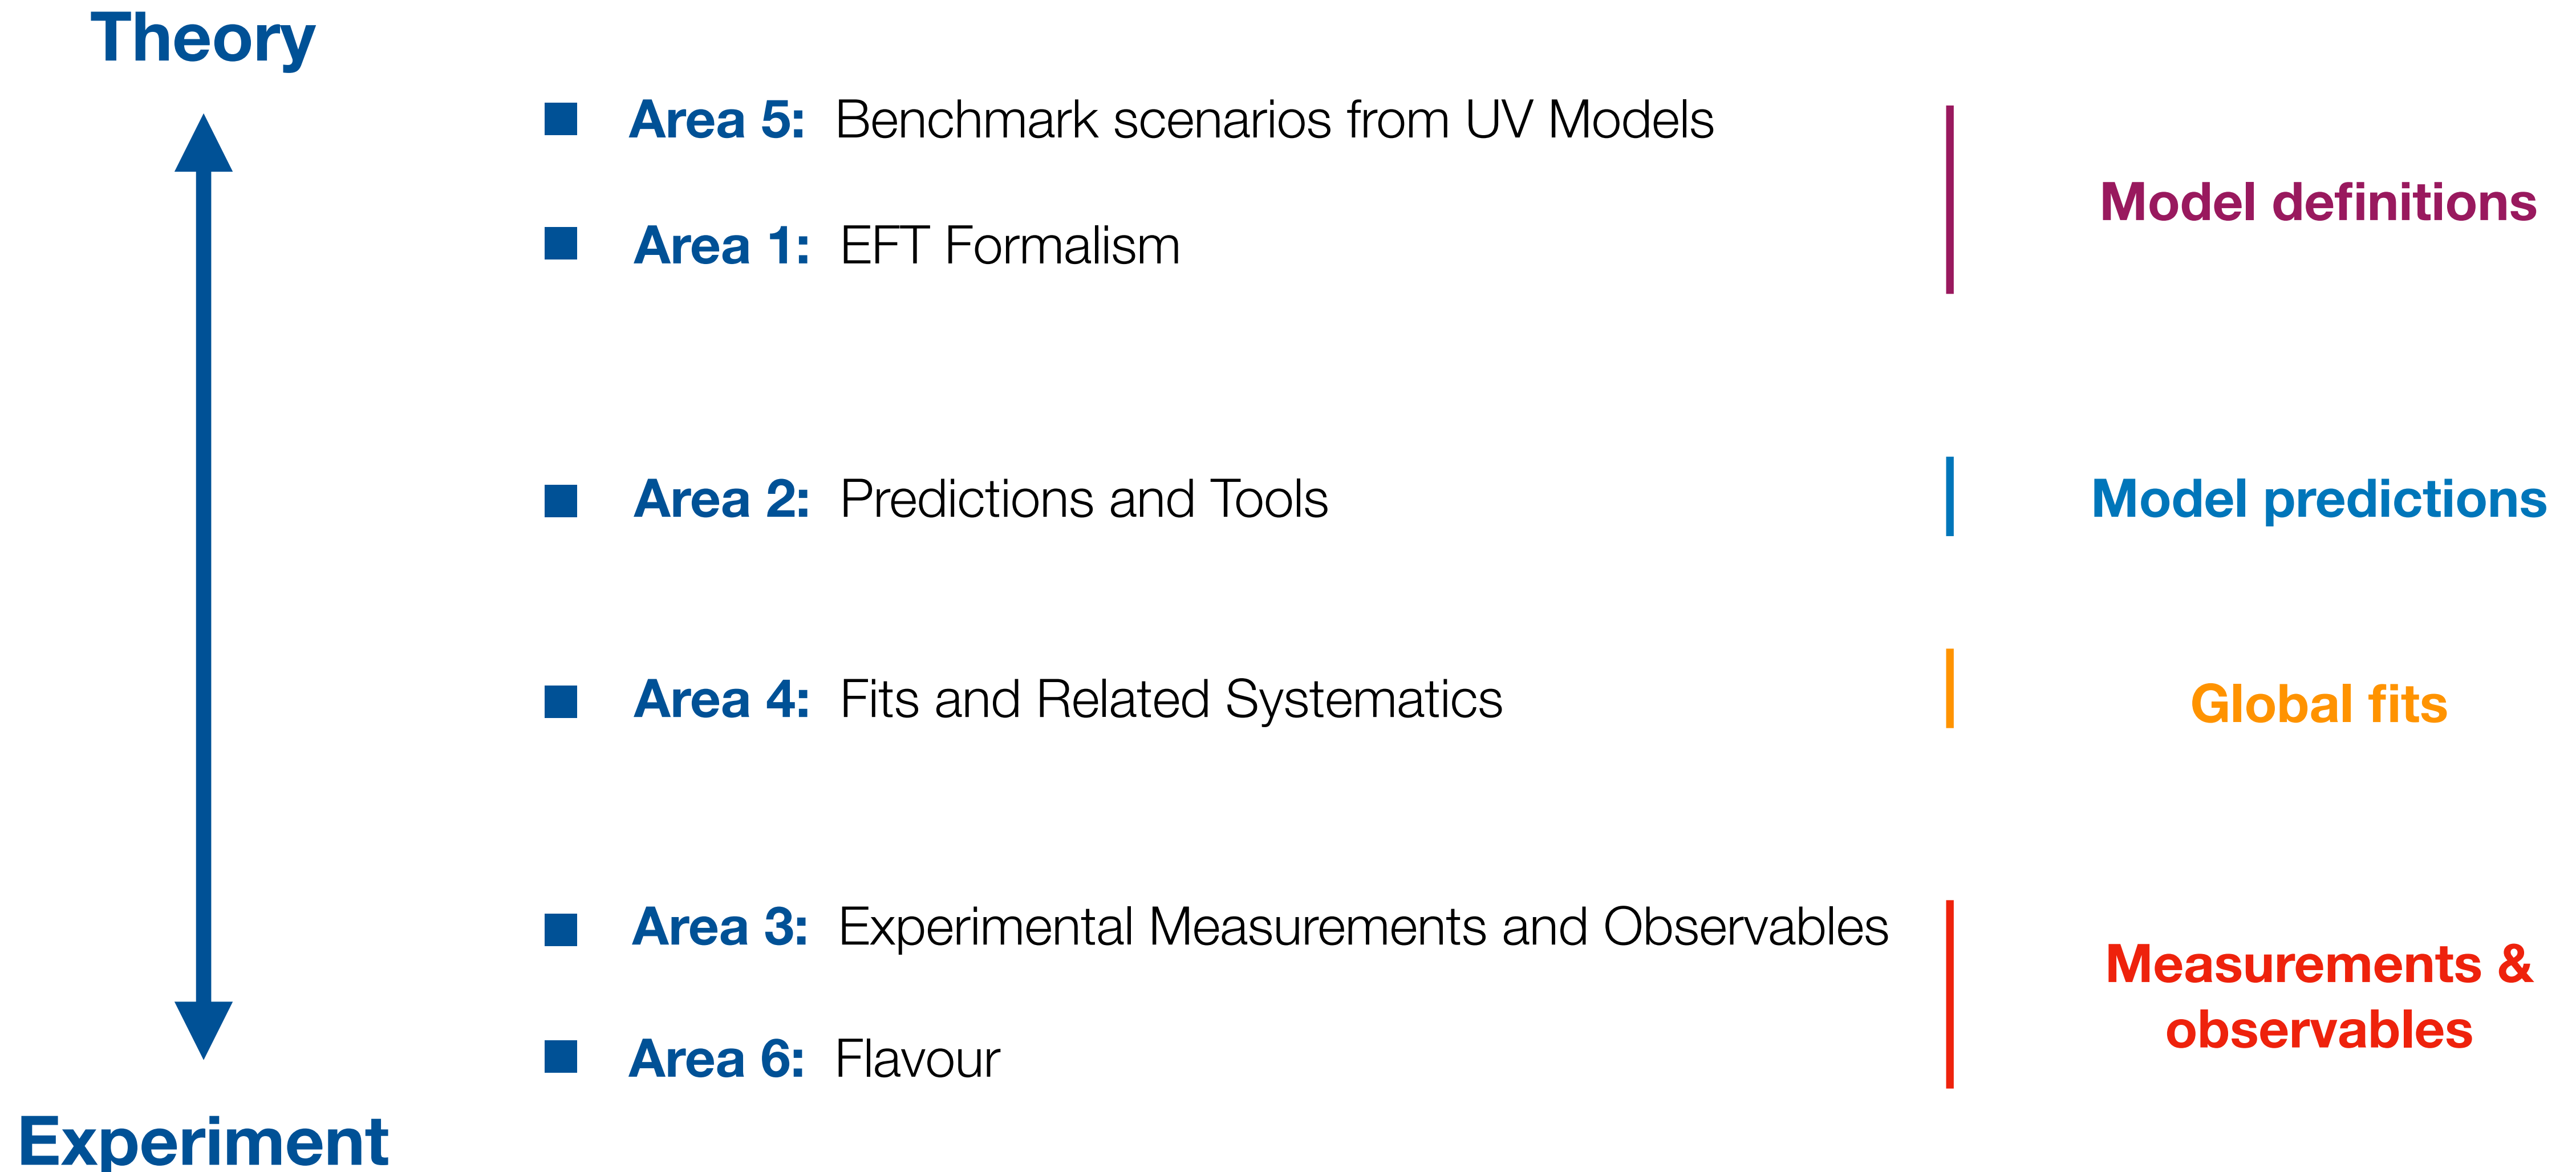 Theory
Area 5: Benchmark scenarios from UV Models
Area 1: EFT Formalism
Model definitions
Area 2: Predictions and Tools
Model predictions
Area 4: Fits and Related Systematics
Global fits
Area 3: Experimental Measurements and Observables
Measurements &
observables
Area 6: Flavour
Experiment